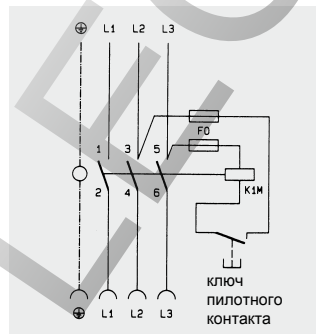 L1 L2 L3
F0
1 3 5
K1M
2 4 6
ключ
пилотного
контакта
L1 L2 L3